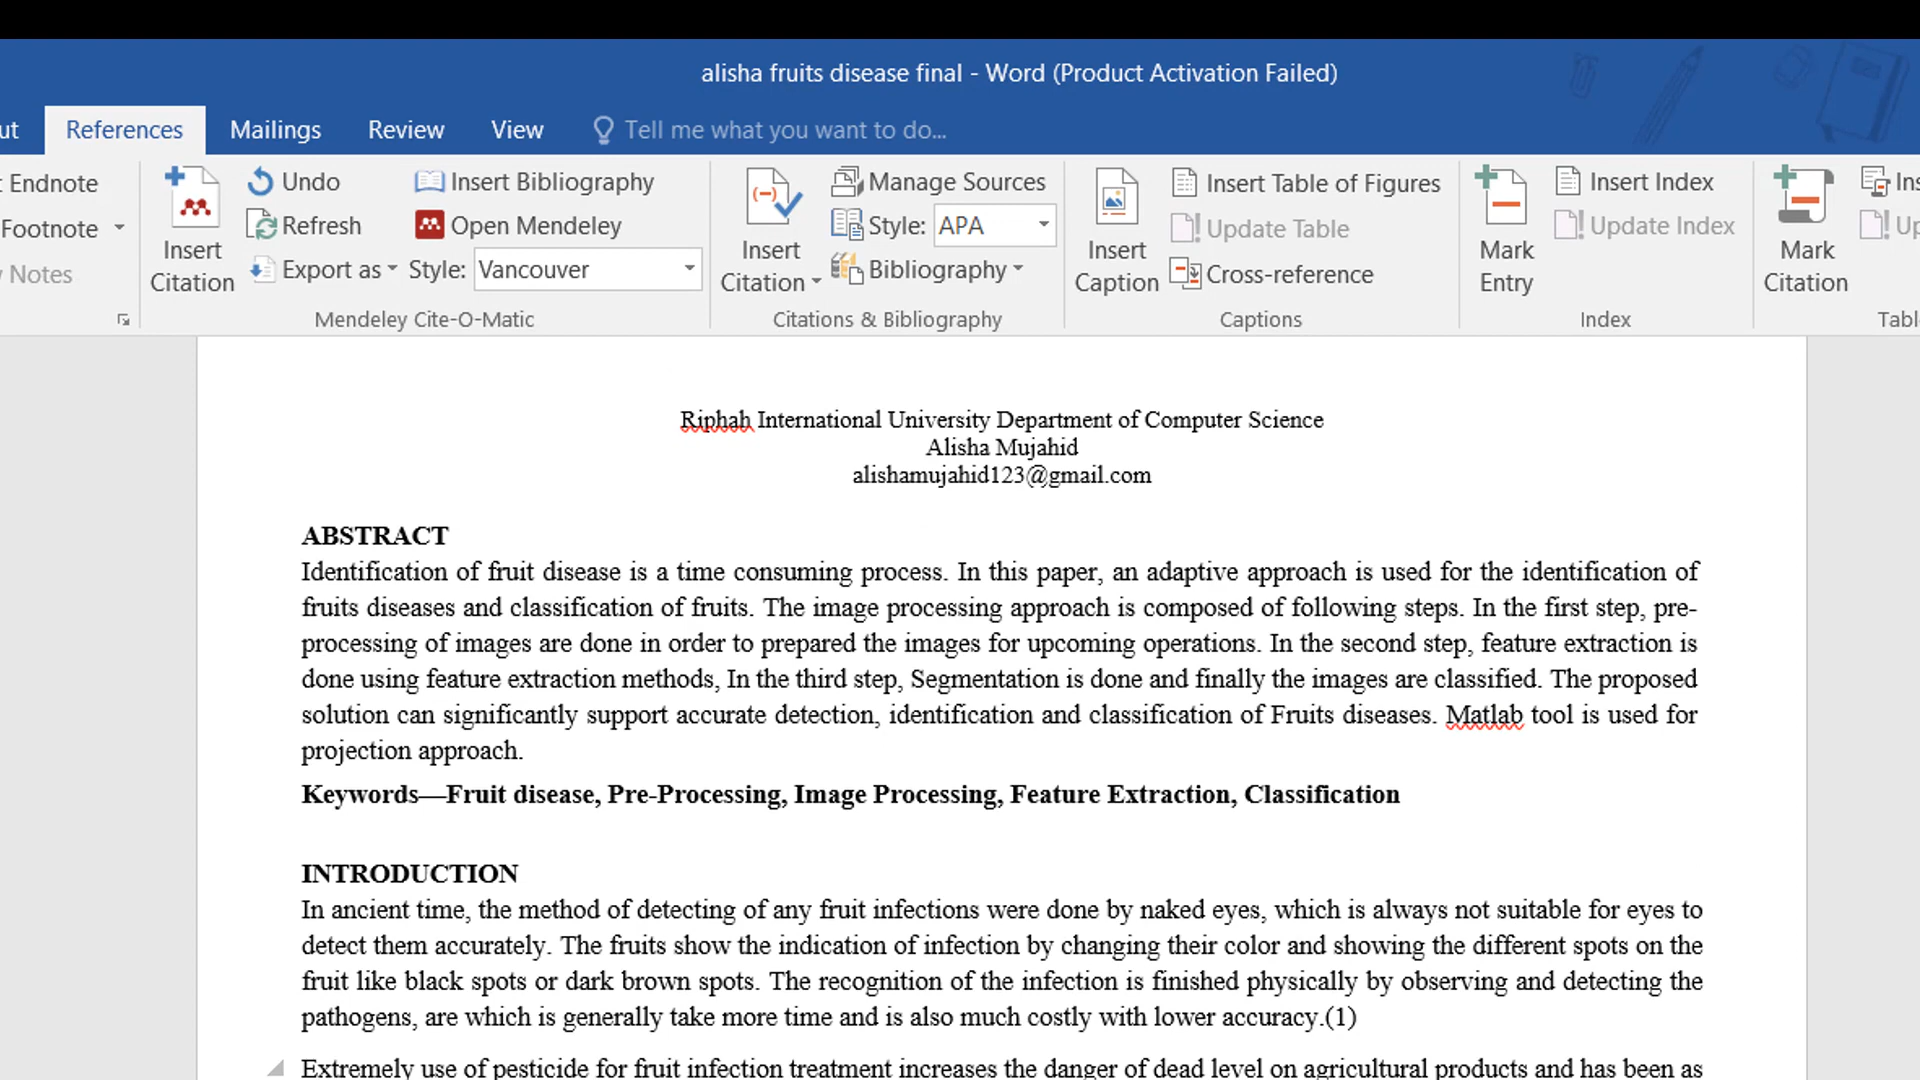 alisha fruits disease final - Word (Product Activation Failed)
ut References Mailings Review View Tell me what you want to do...
t Endnote
Footnote
y Notes
Insert Citation
Undo
Refresh
Export as
Insert Bibliography
Open Mendeley
Style: Vancouver
Mendeley Cite-O-Matic
Insert Citation
Manage Sources
Style: APA
Bibliography
Citations & Bibliography
Insert Caption
Insert Table of Figures
Update Table
Cross-reference
Captions
Mark Entry
Insert Index
Update Index
Index
Mark Citation
Ins
Up
Table
Riphah International University Department of Computer Science
Alisha Mujahid
alishamujahid123@gmail.com
ABSTRACT
Identification of fruit disease is a time consuming process. In this paper, an adaptive approach is used for the identification of
fruits diseases and classification of fruits. The image processing approach is composed of following steps. In the first step, pre-
processing of images are done in order to prepared the images for upcoming operations. In the second step, feature extraction is
done using feature extraction methods, In the third step, Segmentation is done and finally the images are classified. The proposed
solution can significantly support accurate detection, identification and classification of Fruits diseases. Matlab tool is used for
projection approach.
Keywords—Fruit disease, Pre-Processing, Image Processing, Feature Extraction, Classification
INTRODUCTION
In ancient time, the method of detecting of any fruit infections were done by naked eyes, which is always not suitable for eyes to
detect them accurately. The fruits show the indication of infection by changing their color and showing the different spots on the
fruit like black spots or dark brown spots. The recognition of the infection is finished physically by observing and detecting the
pathogens, are which is generally take more time and is also much costly with lower accuracy.(1)
Extremely use of pesticide for fruit infection treatment increases the danger of dead level on agricultural products and has been as